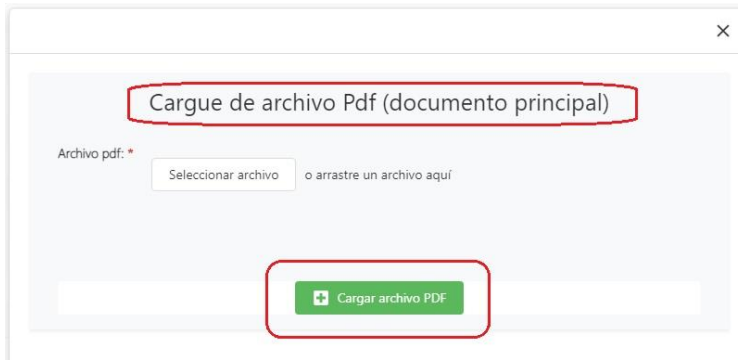 Cargue de archivo Pdf (documento principal)
Archivo pdf: *
Seleccionar archivo o arrastre un archivo aquí
Cargar archivo PDF